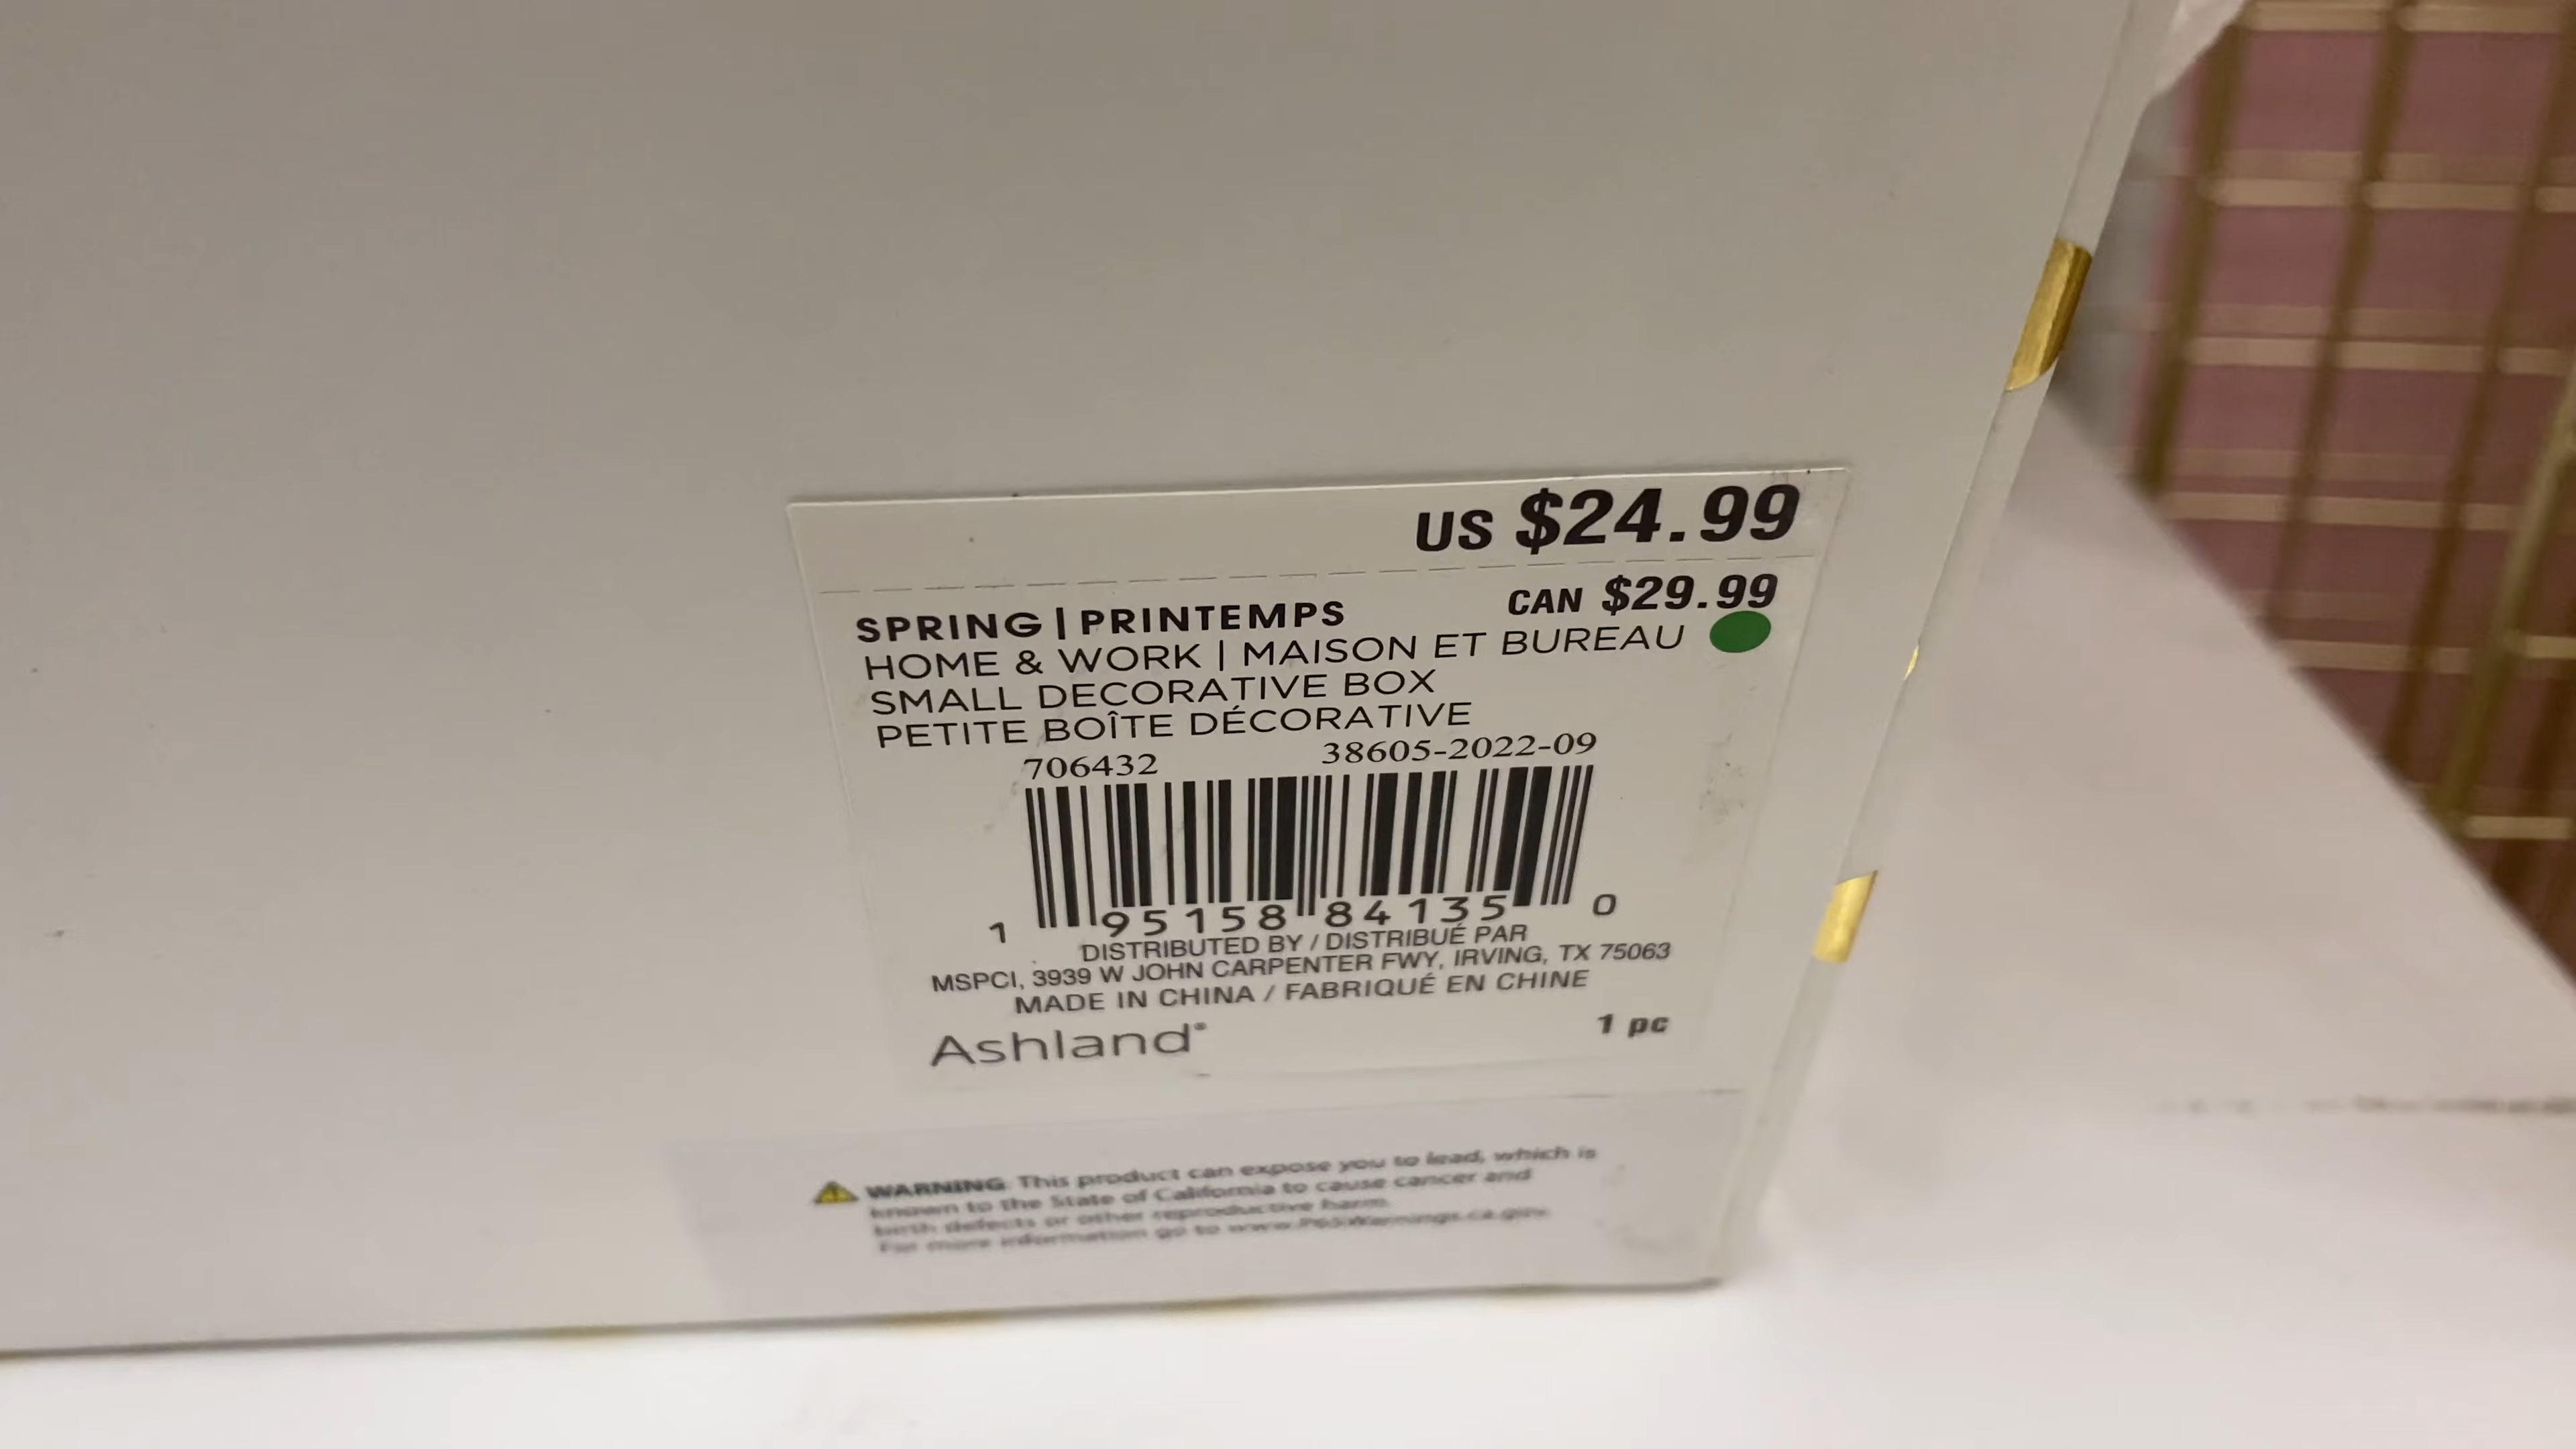 US $24.99
CAN $29.99
SPRING | PRINTEMPS
HOME & WORK | MAISON ET BUREAU
SMALL DECORATIVE BOX
PETITE BOÎTE DÉCORATIVE
706432 38605-2022-09
1 95158 84135 0
DISTRIBUTED BY / DISTRIBUÉ PAR
MSPCI, 3939 W JOHN CARPENTER FWY, IRVING, TX 75063
MADE IN CHINA / FABRIQUÉ EN CHINE
Ashland® 1 pc
WARNING: This product can expose you to lead, which is
known to the State of California to cause cancer and
birth defects or other reproductive harm.
For more information go to www.P65Warnings.ca.gov.